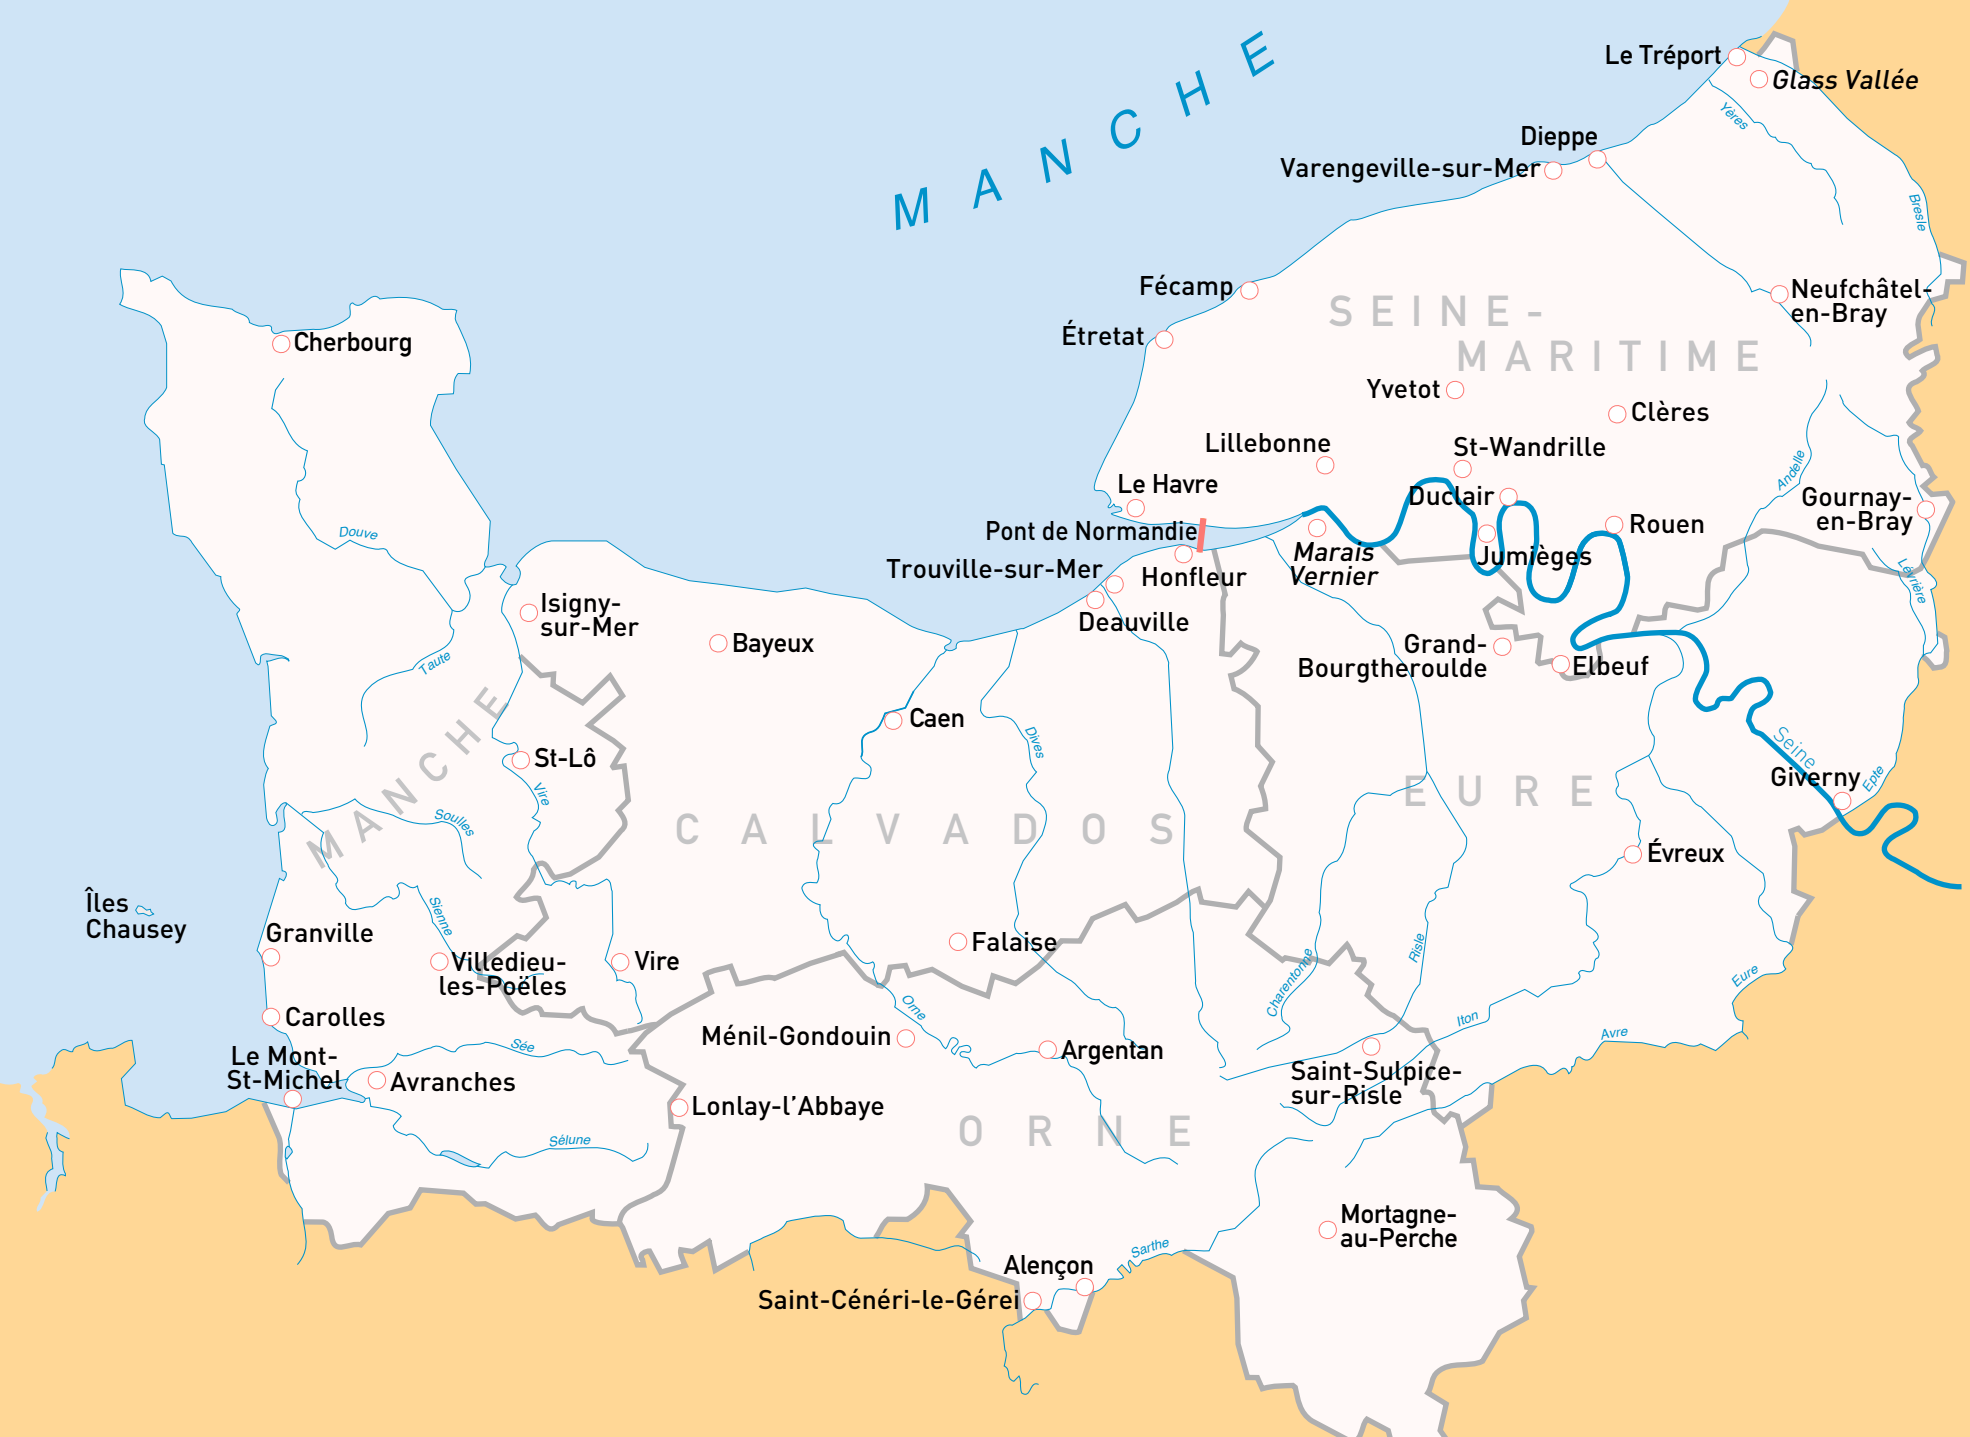 MANCHE
Le Tréport
Glass Vallée
Yères
Dieppe
Varengeville-sur-Mer
Bresle
Fécamp
Neufchâtel-
en-Bray
SEINE-
MARITIME
Étretat
Cherbourg
Yvetot
Clères
Lillebonne
St-Wandrille
Andelle
Le Havre
Duclair
Gournay-
en-Bray
Rouen
Pont de Normandie
Douve
Marais
Vernier
Jumièges
Trouville-sur-Mer
Honfleur
Lévrière
Isigny-
sur-Mer
Deauville
Bayeux
Grand-
Bourgtheroulde
Elbeuf
Taute
MANCHE
Caen
Dives
Seine
St-Lô
Giverny
Epte
Vire
EURE
Soulles
CALVADOS
Évreux
Îles
Chausey
Sienne
Granville
Falaise
Risle
Villedieu-
les-Poëles
Vire
Charentonne
Eure
Orne
Carolles
Iton
Avre
Ménil-Gondouin
Argentan
Sée
Le Mont-
St-Michel
Avranches
Saint-Sulpice-
sur-Risle
Lonlay-l'Abbaye
ORNE
Sélune
Mortagne-
au-Perche
Sarthe
Alençon
Saint-Cénéri-le-Gérei